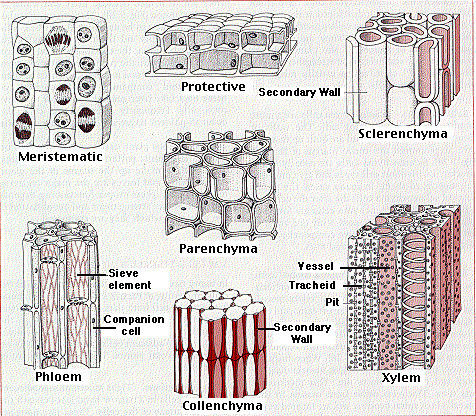 Protective
Secondary Wall
Sclerenchyma
Meristematic
Parenchyma
Sieve
element
Companion
cell
Phloem
Secondary
Wall
Collenchyma
Vessel
Tracheid
Pit
Xylem